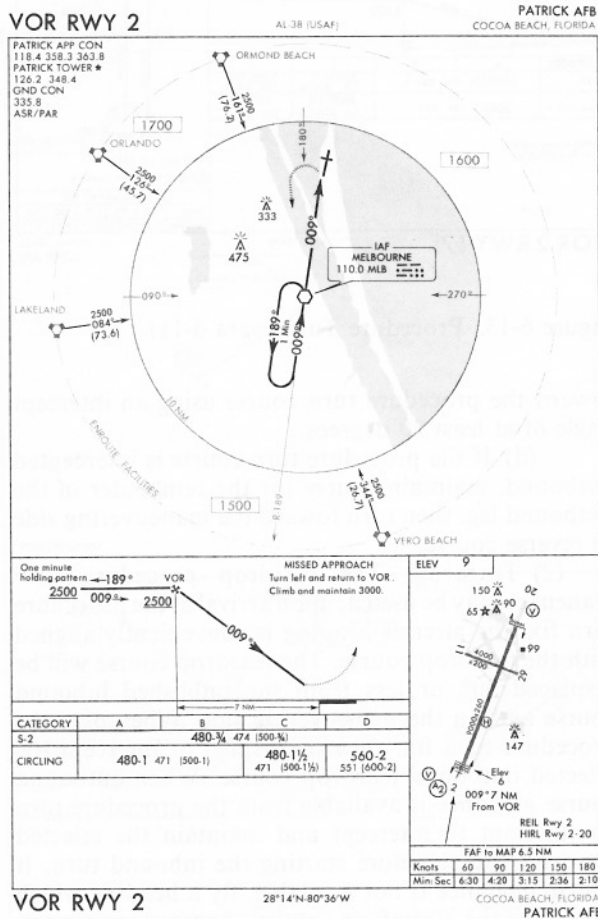 VOR RWY 2
AL-38 (USAF)
PATRICK AFB
COCOA BEACH, FLORIDA
PATRICK APP CON
118.4 358.3 363.8
PATRICK TOWER ★
126.2 348.4
GND CON
335.8
ASR/PAR
ORMOND BEACH
2500
161°
(76.2)
1700
180°
1600
ORLANDO
2500
126°
(45.7)
333
475
009°
IAF
MELBOURNE
110.0 MLB
090°
270°
LAKELAND
2500
084°
(73.6)
189°
1 Min
009°
10 NM
ENROUTE FACILITIES
1500
R 189
2500
344°
(26.7)
VERO BEACH
One minute
holding pattern
189°
VOR
2500
009°
2500
009°
7 NM
MISSED APPROACH
Turn left and return to VOR.
Climb and maintain 3000.
CATEGORY A B C D
S-2 480-¾ 474 (500-¾)
CIRCLING 480-1 471 (500-1) 480-1½ 471 (500-1½) 560-2 551 (600-2)
ELEV 9
150
20
65 90
V
99
4000
x200
29
9000x260
H
147
V
A2
2
Elev
6
009° 7 NM
From VOR
REIL Rwy 2
HIRL Rwy 2-20
FAF to MAP 6.5 NM
Knots 60 90 120 150 180
Min:Sec 6:30 4:20 3:15 2:36 2:10
VOR RWY 2
28°14'N-80°36'W
COCOA BEACH, FLORIDA
PATRICK AFB